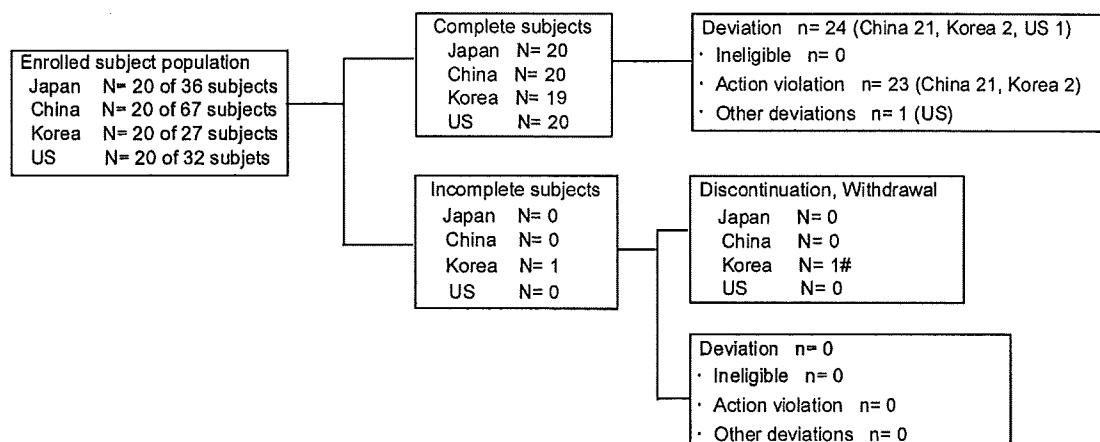 Enrolled subject population
Japan N= 20 of 36 subjects
China N= 20 of 67 subjects
Korea N= 20 of 27 subjects
US N= 20 of 32 subjets
Complete subjects
Japan N= 20
China N= 20
Korea N= 19
US N= 20
Deviation n= 24 (China 21, Korea 2, US 1)
· Ineligible n= 0
· Action violation n= 23 (China 21, Korea 2)
· Other deviations n= 1 (US)
Incomplete subjects
Japan N= 0
China N= 0
Korea N= 1
US N= 0
Discontinuation, Withdrawal
Japan N= 0
China N= 0
Korea N= 1#
US N= 0
Deviation n= 0
· Ineligible n= 0
· Action violation n= 0
· Other deviations n= 0